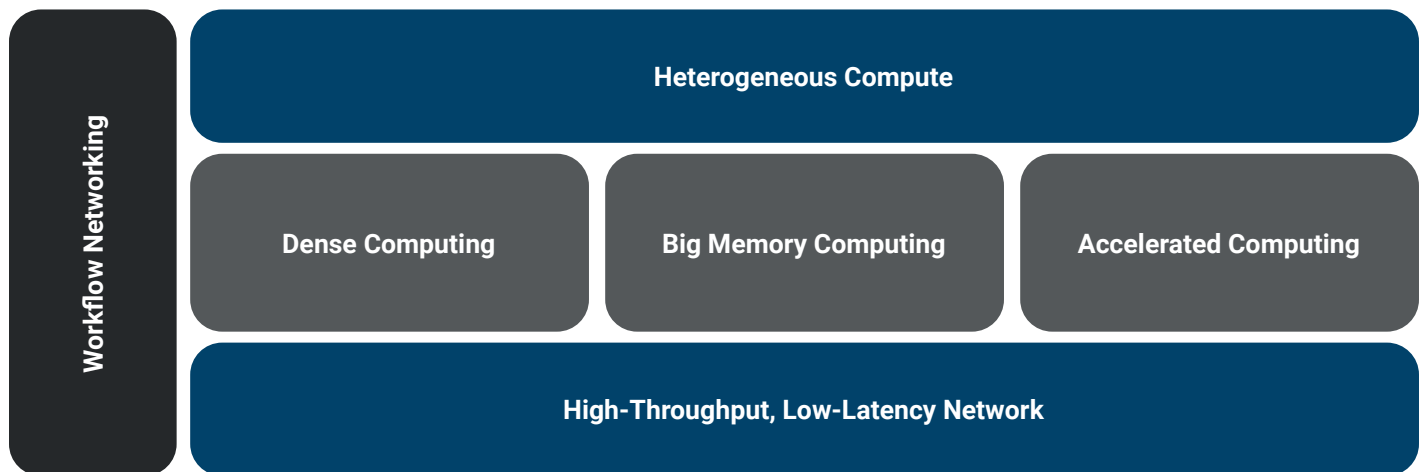 Workflow Networking
Heterogeneous Compute
Dense Computing
Big Memory Computing
Accelerated Computing
High-Throughput, Low-Latency Network